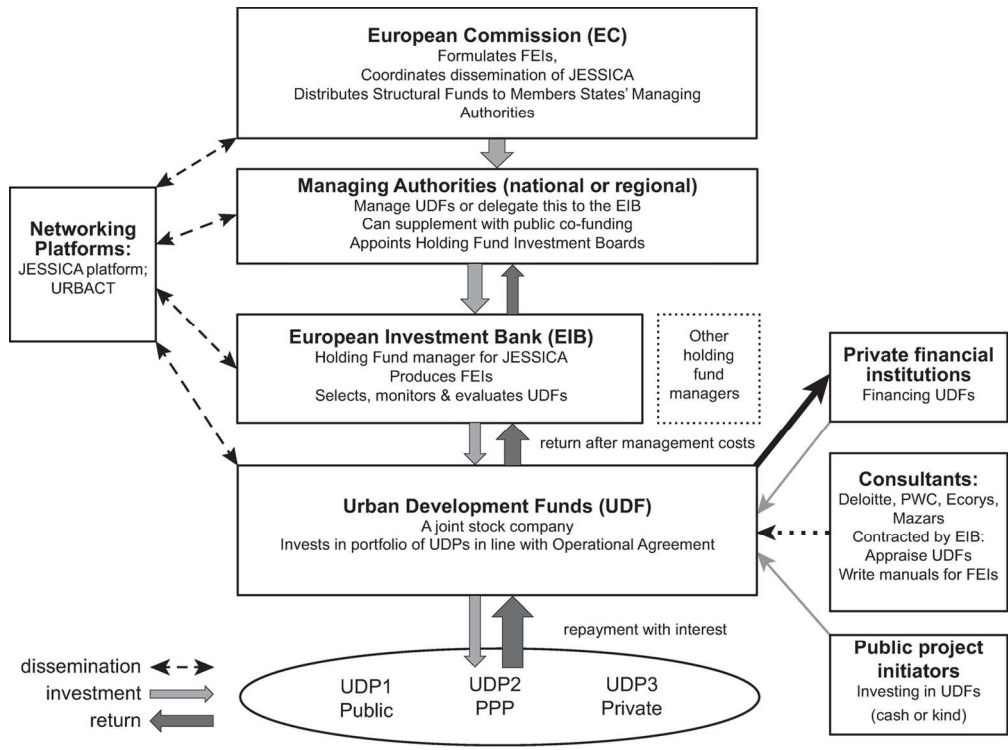 European Commission (EC)
Formulates FEIs,
Coordinates dissemination of JESSICA
Distributes Structural Funds to Members States' Managing
Authorities
Managing Authorities (national or regional)
Manage UDFs or delegate this to the EIB
Can supplement with public co-funding
Appoints Holding Fund Investment Boards
Networking
Platforms:
JESSICA platform;
URBACT
European Investment Bank (EIB)
Holding Fund manager for JESSICA
Produces FEIs
Selects, monitors & evaluates UDFs
Other
holding
fund
managers
Private financial
institutions
Financing UDFs
return after management costs
Urban Development Funds (UDF)
A joint stock company
Invests in portfolio of UDPs in line with Operational Agreement
Consultants:
Deloitte, PWC, Ecorys,
Mazars
Contracted by EIB:
Appraise UDFs
Write manuals for FEIs
repayment with interest
Public project
initiators
Investing in UDFs
(cash or kind)
dissemination
investment
return
UDP1
Public
UDP2
PPP
UDP3
Private